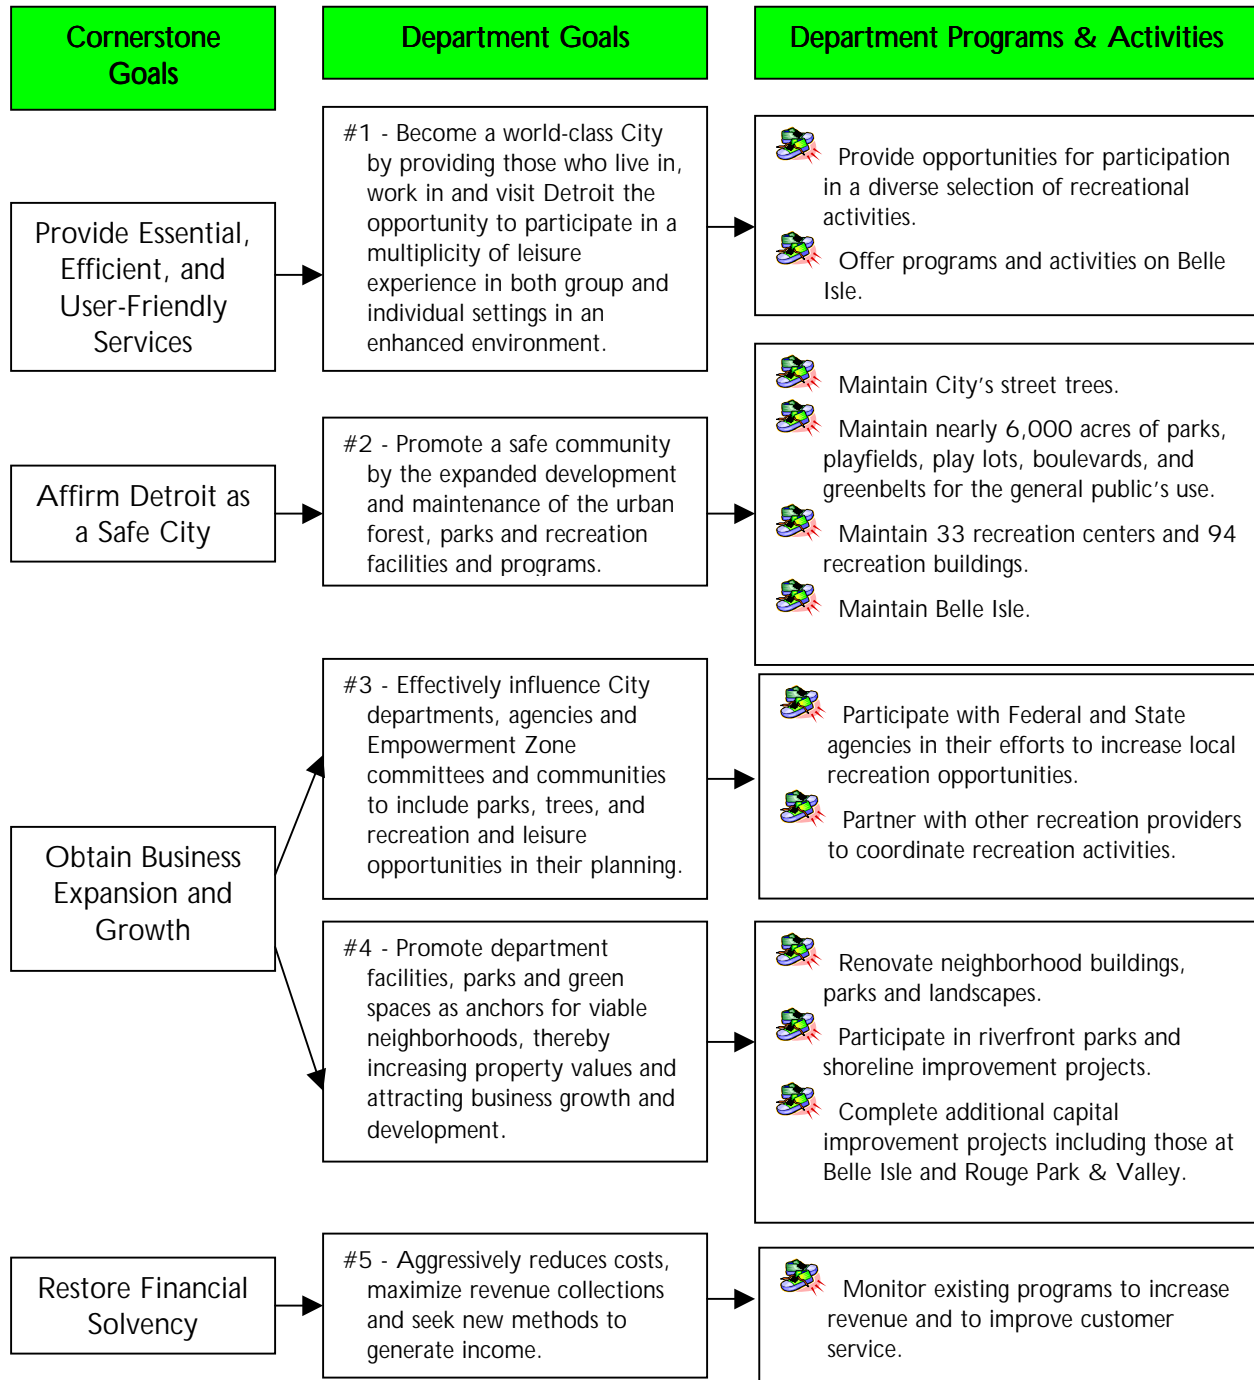 Cornerstone
Goals
Department Goals
Department Programs & Activities
Provide Essential,
Efficient, and
User-Friendly
Services
#1 - Become a world-class City
by providing those who live in,
work in and visit Detroit the
opportunity to participate in a
multiplicity of leisure
experience in both group and
individual settings in an
enhanced environment.
Provide opportunities for participation
in a diverse selection of recreational
activities.
Offer programs and activities on Belle
Isle.
Affirm Detroit as
a Safe City
#2 - Promote a safe community
by the expanded development
and maintenance of the urban
forest, parks and recreation
facilities and programs.
Maintain City's street trees.
Maintain nearly 6,000 acres of parks,
playfields, play lots, boulevards, and
greenbelts for the general public's use.
Maintain 33 recreation centers and 94
recreation buildings.
Maintain Belle Isle.
Obtain Business
Expansion and
Growth
#3 - Effectively influence City
departments, agencies and
Empowerment Zone
committees and communities
to include parks, trees, and
recreation and leisure
opportunities in their planning.
Participate with Federal and State
agencies in their efforts to increase local
recreation opportunities.
Partner with other recreation providers
to coordinate recreation activities.
#4 - Promote department
facilities, parks and green
spaces as anchors for viable
neighborhoods, thereby
increasing property values and
attracting business growth and
development.
Renovate neighborhood buildings,
parks and landscapes.
Participate in riverfront parks and
shoreline improvement projects.
Complete additional capital
improvement projects including those at
Belle Isle and Rouge Park & Valley.
Restore Financial
Solvency
#5 - Aggressively reduces costs,
maximize revenue collections
and seek new methods to
generate income.
Monitor existing programs to increase
revenue and to improve customer
service.